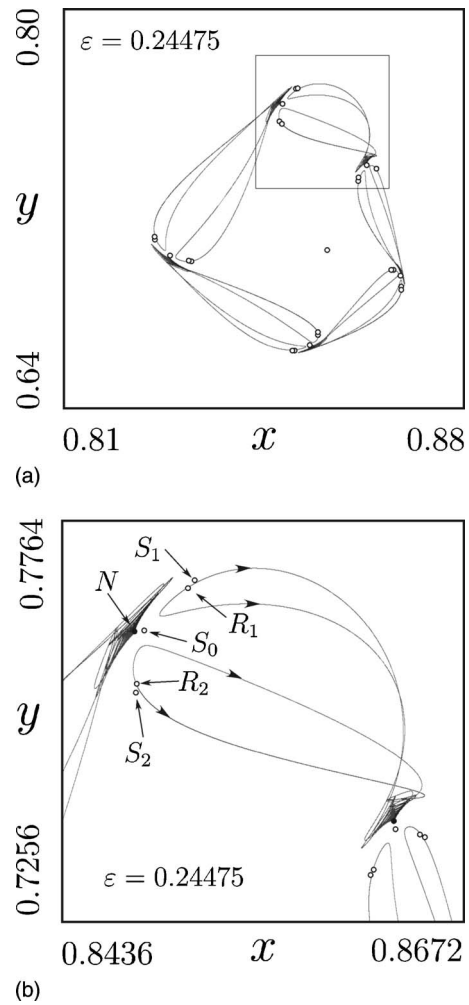 0.80
ε = 0.24475
y
0.64
0.81 x 0.88
(a)
0.7764
S₁
N
R₁
S₀
R₂
S₂
y
0.7256
ε = 0.24475
0.8436 x 0.8672
(b)